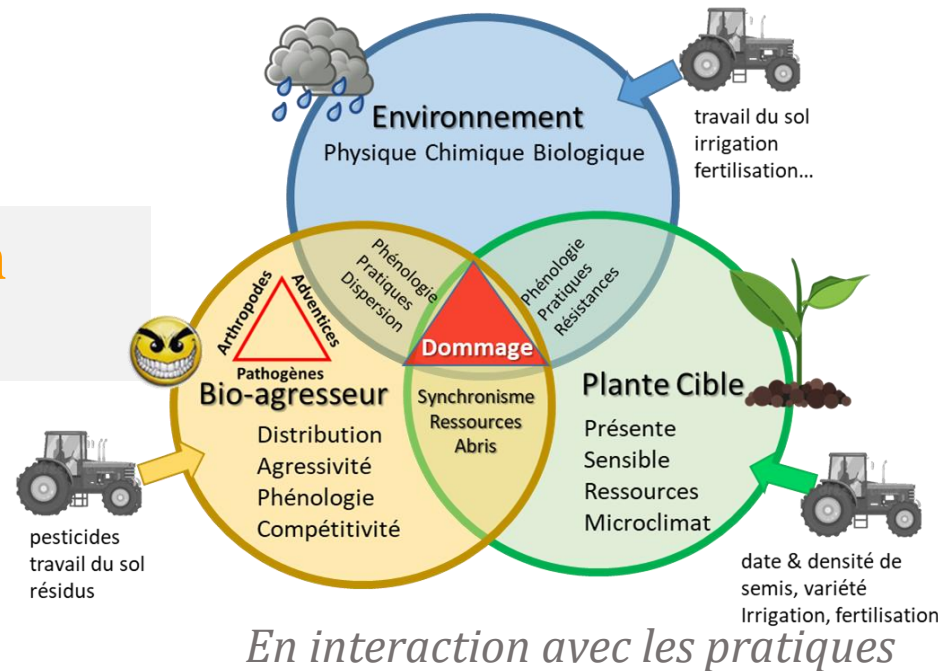 Environnement
Physique Chimique Biologique
travail du sol
irrigation
fertilisation...
Phénologie
Pratiques
Dispersion
Phénologie
Pratiques
Résistances
Arthropodes
Adventices
Pathogènes
Bio-agresseur
Distribution
Agressivité
Phénologie
Compétitivité
Dommage
Synchronisme
Ressources
Abris
Plante Cible
Présente
Sensible
Ressources
Microclimat
pesticides
travail du sol
résidus
date & densité de
semis, variété
Irrigation, fertilisation
En interaction avec les pratiques